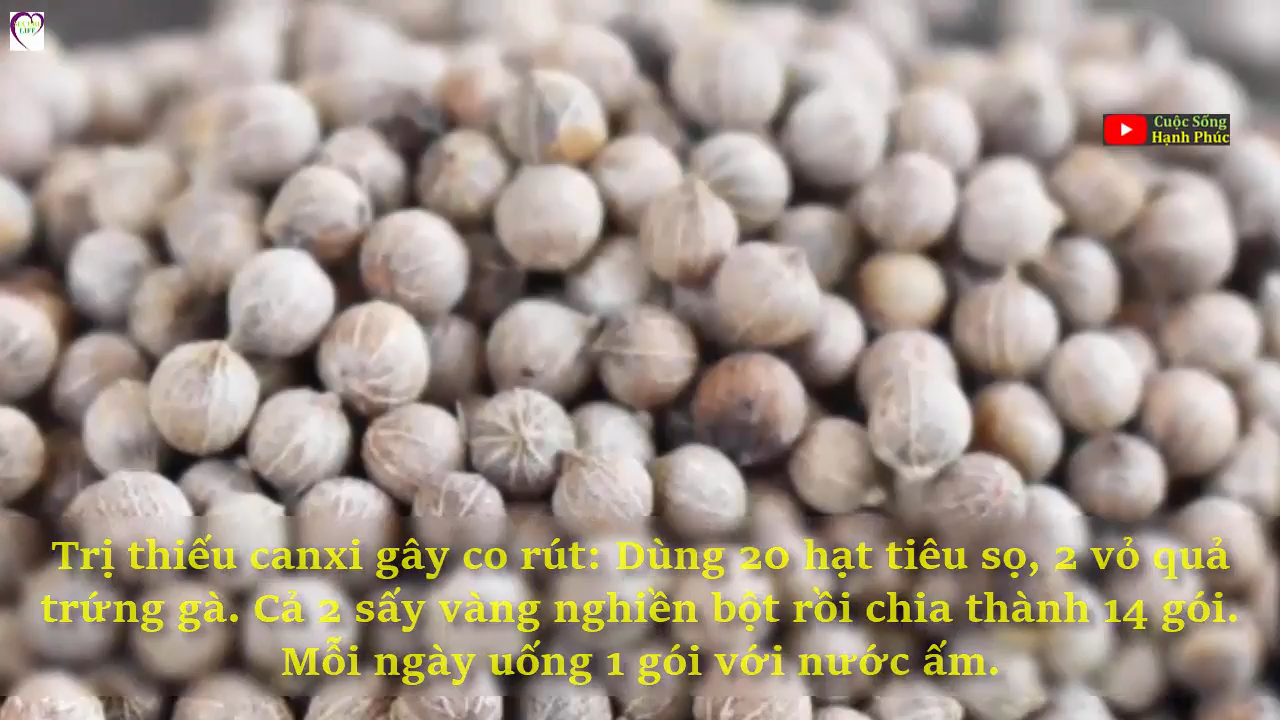 LIFE
Cuộc Sống
Hạnh Phúc
Trị thiếu canxi gây co rút: Dùng 20 hạt tiêu sọ, 2 vỏ quả
trứng gà. Cả 2 sấy vàng nghiền bột rồi chia thành 14 gói.
Mỗi ngày uống 1 gói với nước ấm.